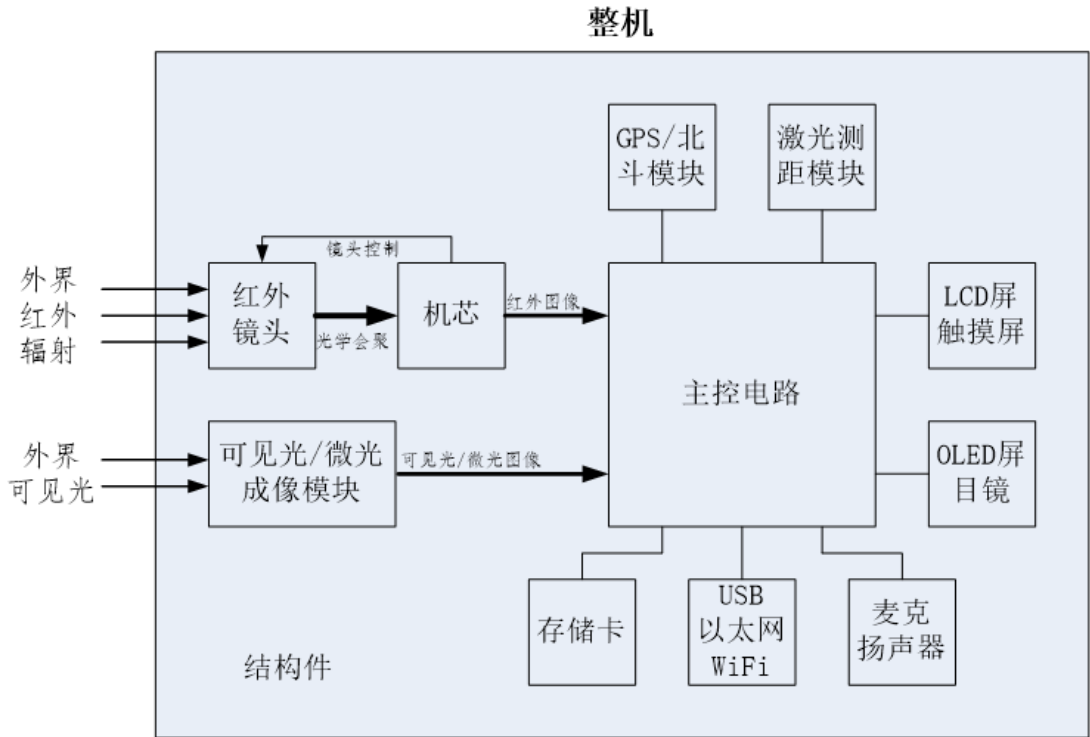 整机
GPS/北
斗模块
激光测
距模块
镜头控制
外界
红外
辐射
红外
镜头
光学会聚
机芯
红外图像
主控电路
LCD屏
触摸屏
外界
可见光
可见光/微光
成像模块
可见光/微光图像
OLED屏
目镜
存储卡
USB
以太网
WiFi
麦克
扬声器
结构件